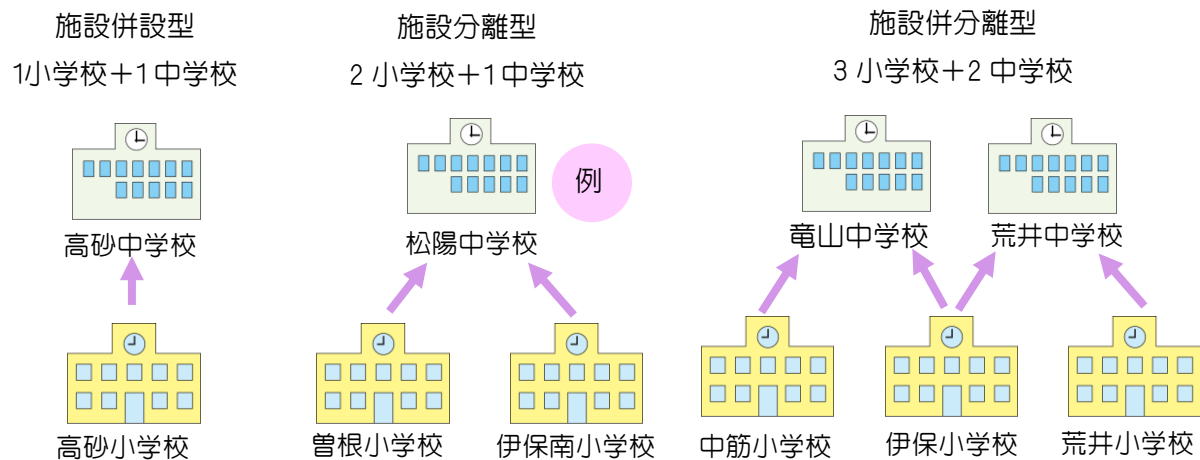 施設併設型
1小学校＋1中学校
高砂中学校
高砂小学校
施設分離型
2小学校＋1中学校
例
松陽中学校
曽根小学校
伊保南小学校
施設併分離型
3小学校＋2中学校
竜山中学校
荒井中学校
中筋小学校
伊保小学校
荒井小学校